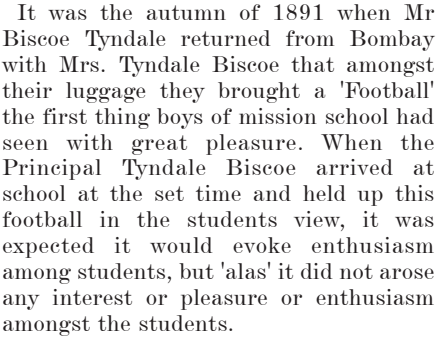 It was the autumn of 1891 when Mr
Biscoe Tyndale returned from Bombay
with Mrs. Tyndale Biscoe that amongst
their luggage they brought a 'Football'
the first thing boys of mission school had
seen with great pleasure. When the
Principal Tyndale Biscoe arrived at
school at the set time and held up this
football in the students view, it was
expected it would evoke enthusiasm
among students, but 'alas' it did not arose
any interest or pleasure or enthusiasm
amongst the students.